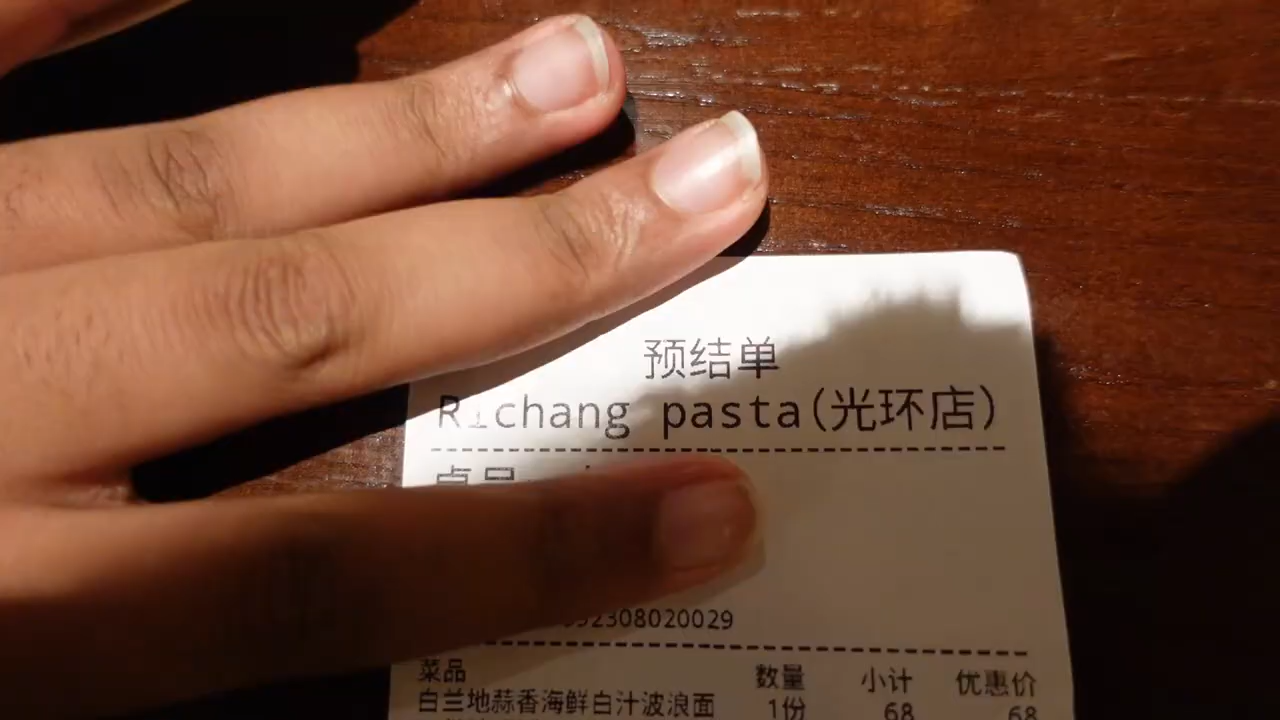 预结单
Richang pasta(光环店)
2308020029
菜品 数量 小计 优惠价
白兰地蒜香海鲜白汁波浪面 1份 68 68